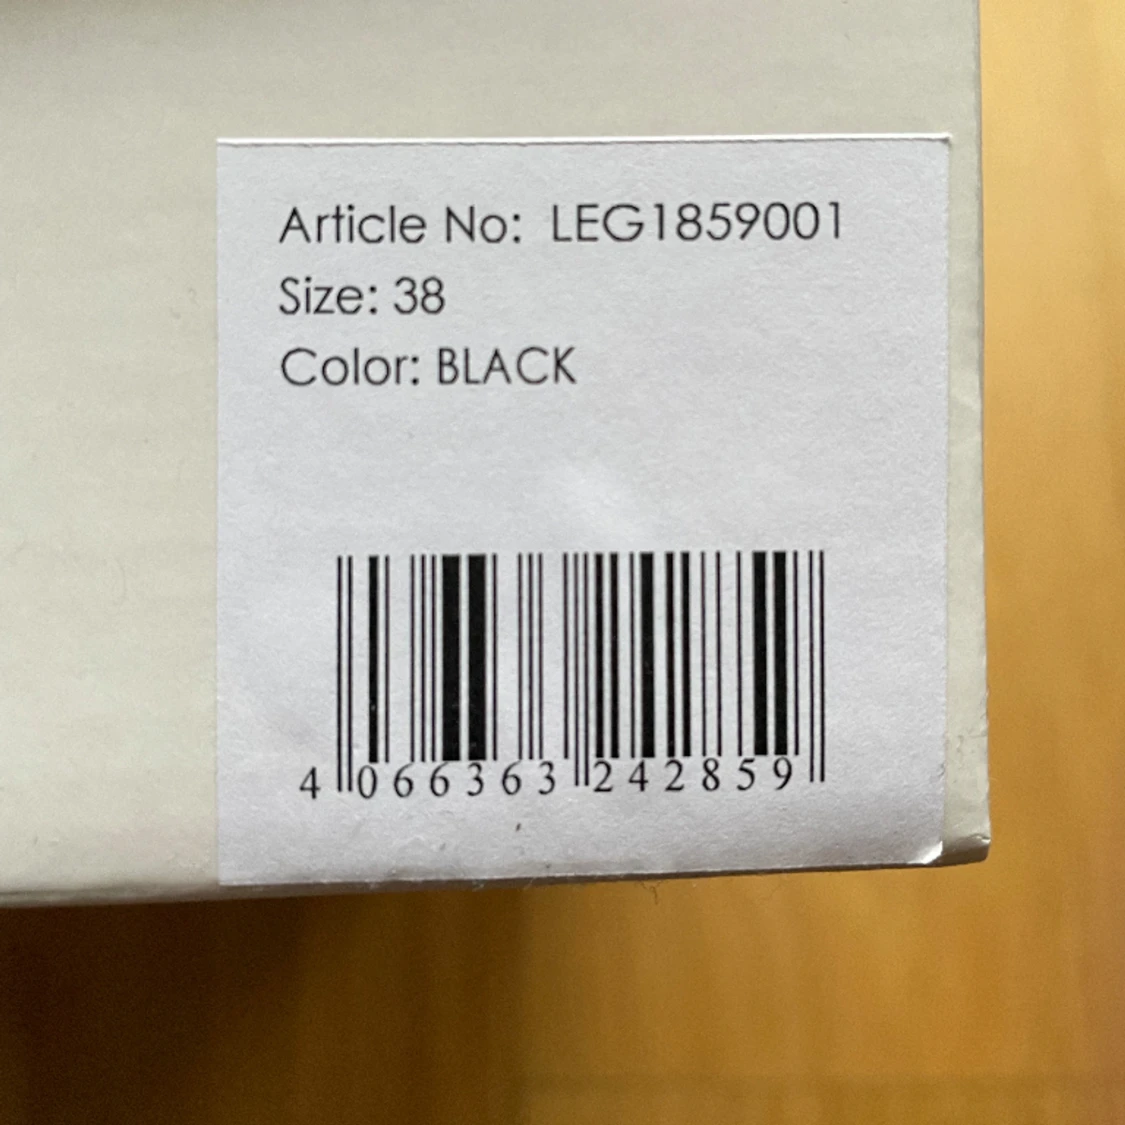 Article No: LEG1859001
Size: 38
Color: BLACK
4 066363 242859